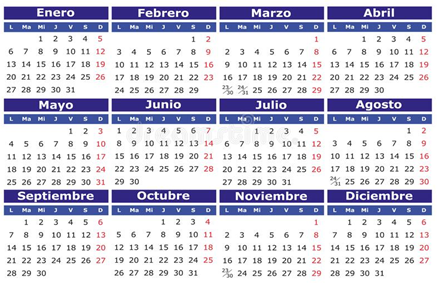 Enero
L Ma Mi J V S D
1 2 3 4 5
6 7 8 9 10 11 12
13 14 15 16 17 18 19
20 21 22 23 24 25 26
27 28 29 30 31
Febrero
L Ma Mi J V S D
1 2
3 4 5 6 7 8 9
10 11 12 13 14 15 16
17 18 19 20 21 22 23
24 25 26 27 28 29
Marzo
L Ma Mi J V S D
1
2 3 4 5 6 7 8
9 10 11 12 13 14 15
16 17 18 19 20 21 22
23/30 24/31 25 26 27 28 29
Abril
L Ma Mi J V S D
1 2 3 4 5
6 7 8 9 10 11 12
13 14 15 16 17 18 19
20 21 22 23 24 25 26
27 28 29 30
Mayo
L Ma Mi J V S D
1 2 3
4 5 6 7 8 9 10
11 12 13 14 15 16 17
18 19 20 21 22 23 24
25 26 27 28 29 30 31
Junio
L Ma Mi J V S D
1 2 3 4 5 6 7
8 9 10 11 12 13 14
15 16 17 18 19 20 21
22 23 24 25 26 27 28
29 30
Julio
L Ma Mi J V S D
1 2 3 4 5
6 7 8 9 10 11 12
13 14 15 16 17 18 19
20 21 22 23 24 25 26
27 28 29 30 31
Agosto
L Ma Mi J V S D
1 2
3 4 5 6 7 8 9
10 11 12 13 14 15 16
17 18 19 20 21 22 23
24/31 25 26 27 28 29 30
Septiembre
L Ma Mi J V S D
1 2 3 4 5 6
7 8 9 10 11 12 13
14 15 16 17 18 19 20
21 22 23 24 25 26 27
28 29 30
Octubre
L Ma Mi J V S D
1 2 3 4
5 6 7 8 9 10 11
12 13 14 15 16 17 18
19 20 21 22 23 24 25
26 27 28 29 30 31
Noviembre
L Ma Mi J V S D
1
2 3 4 5 6 7 8
9 10 11 12 13 14 15
16 17 18 19 20 21 22
23/30 24 25 26 27 28 29
Diciembre
L Ma Mi J V S D
1 2 3 4 5 6
7 8 9 10 11 12 13
14 15 16 17 18 19 20
21 22 23 24 25 26 27
28 29 30 31